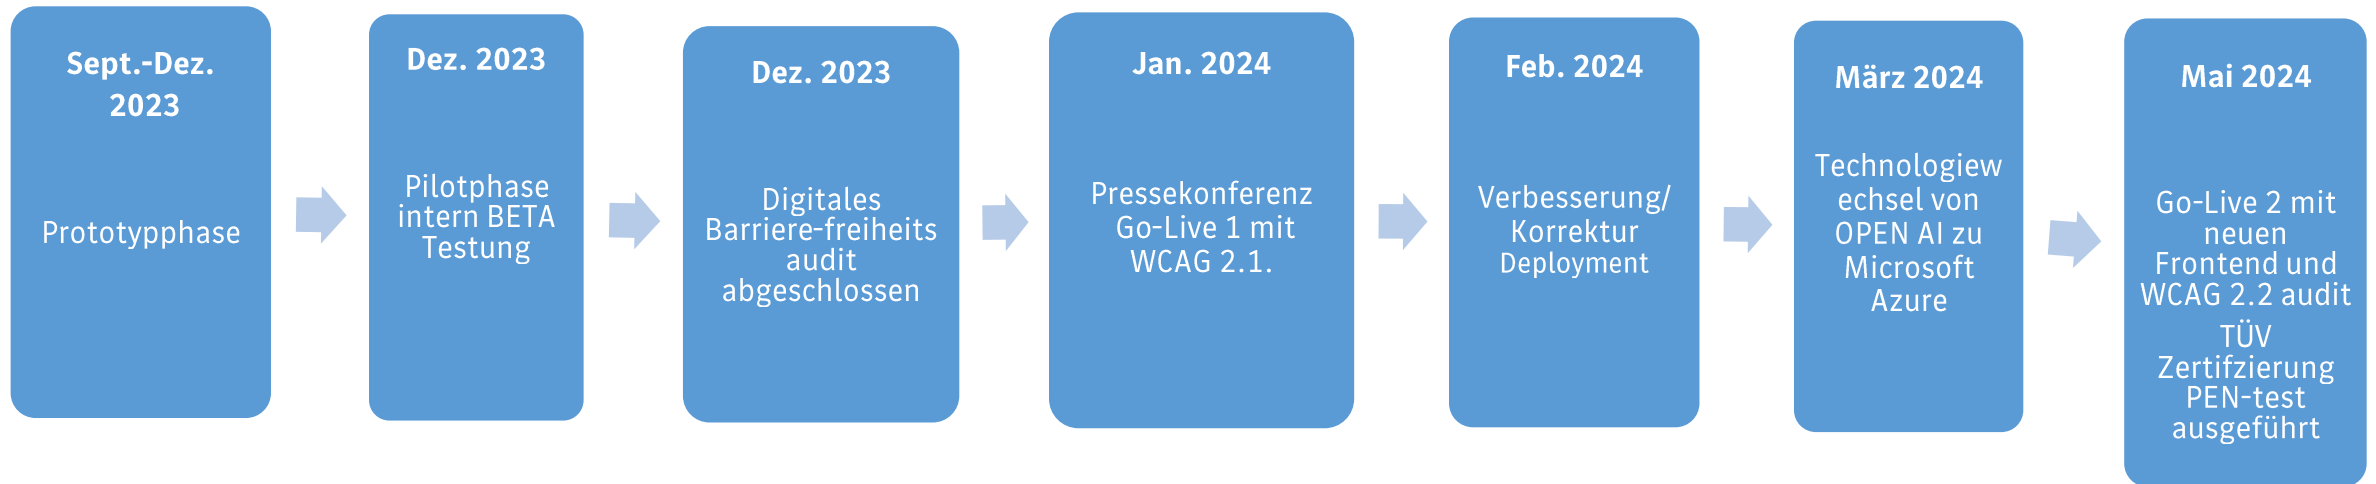 Sept.-Dez.
2023
Prototypphase
Dez. 2023
Pilotphase
intern BETA
Testung
Dez. 2023
Digitales
Barriere-freiheits
audit
abgeschlossen
Jan. 2024
Pressekonferenz
Go-Live 1 mit
WCAG 2.1.
Feb. 2024
Verbesserung/
Korrektur
Deployment
März 2024
Technologiew
echsel von
OPEN AI zu
Microsoft
Azure
Mai 2024
Go-Live 2 mit
neuen
Frontend und
WCAG 2.2 audit
TÜV
Zertifzierung
PEN-test
ausgeführt